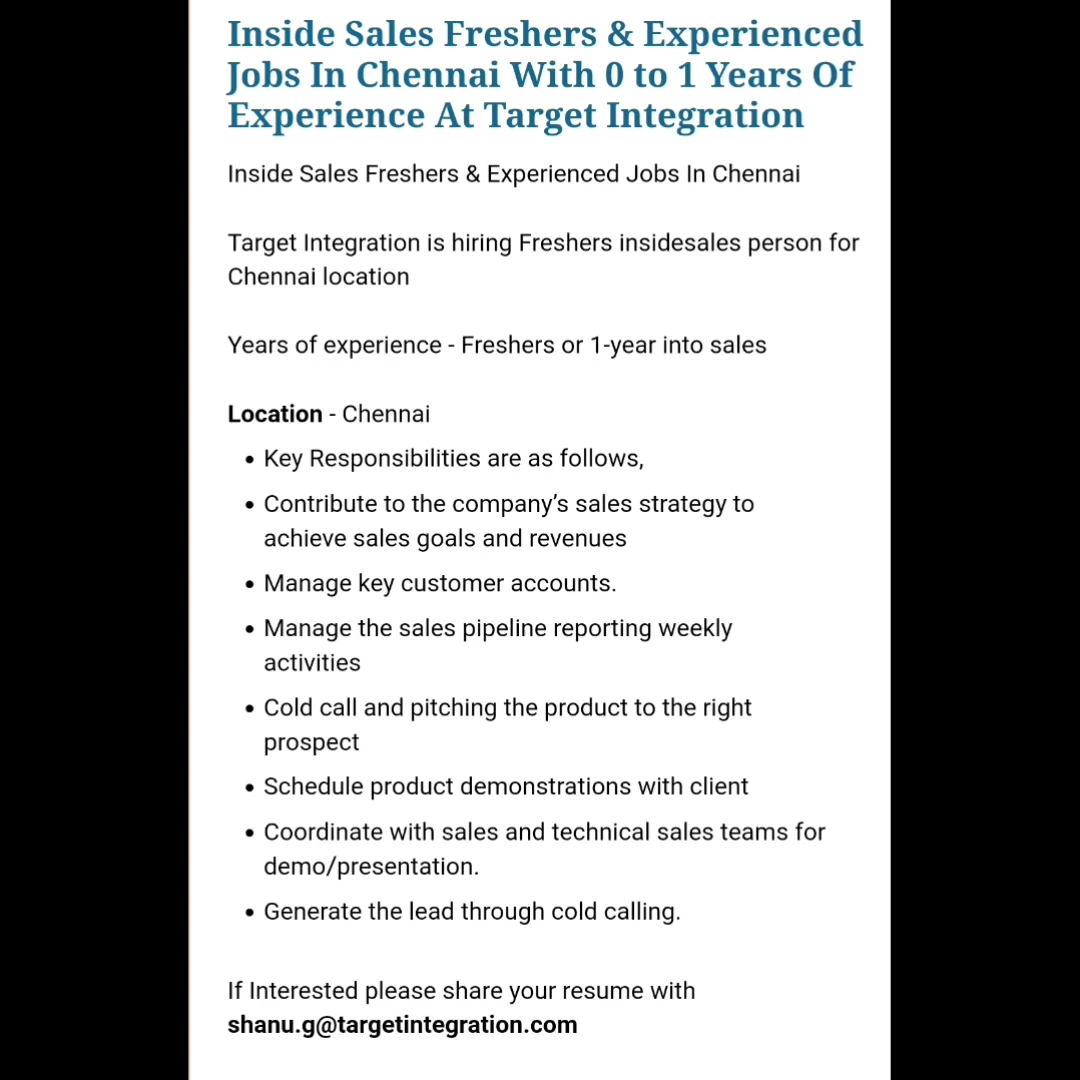 Inside Sales Freshers & Experienced
Jobs In Chennai With 0 to 1 Years Of
Experience At Target Integration
Inside Sales Freshers & Experienced Jobs In Chennai
Target Integration is hiring Freshers insidesales person for
Chennai location
Years of experience - Freshers or 1-year into sales
Location - Chennai
• Key Responsibilities are as follows,
• Contribute to the company’s sales strategy to
achieve sales goals and revenues
• Manage key customer accounts.
• Manage the sales pipeline reporting weekly
activities
• Cold call and pitching the product to the right
prospect
• Schedule product demonstrations with client
• Coordinate with sales and technical sales teams for
demo/presentation.
• Generate the lead through cold calling.
If Interested please share your resume with
shanu.g@targetintegration.com